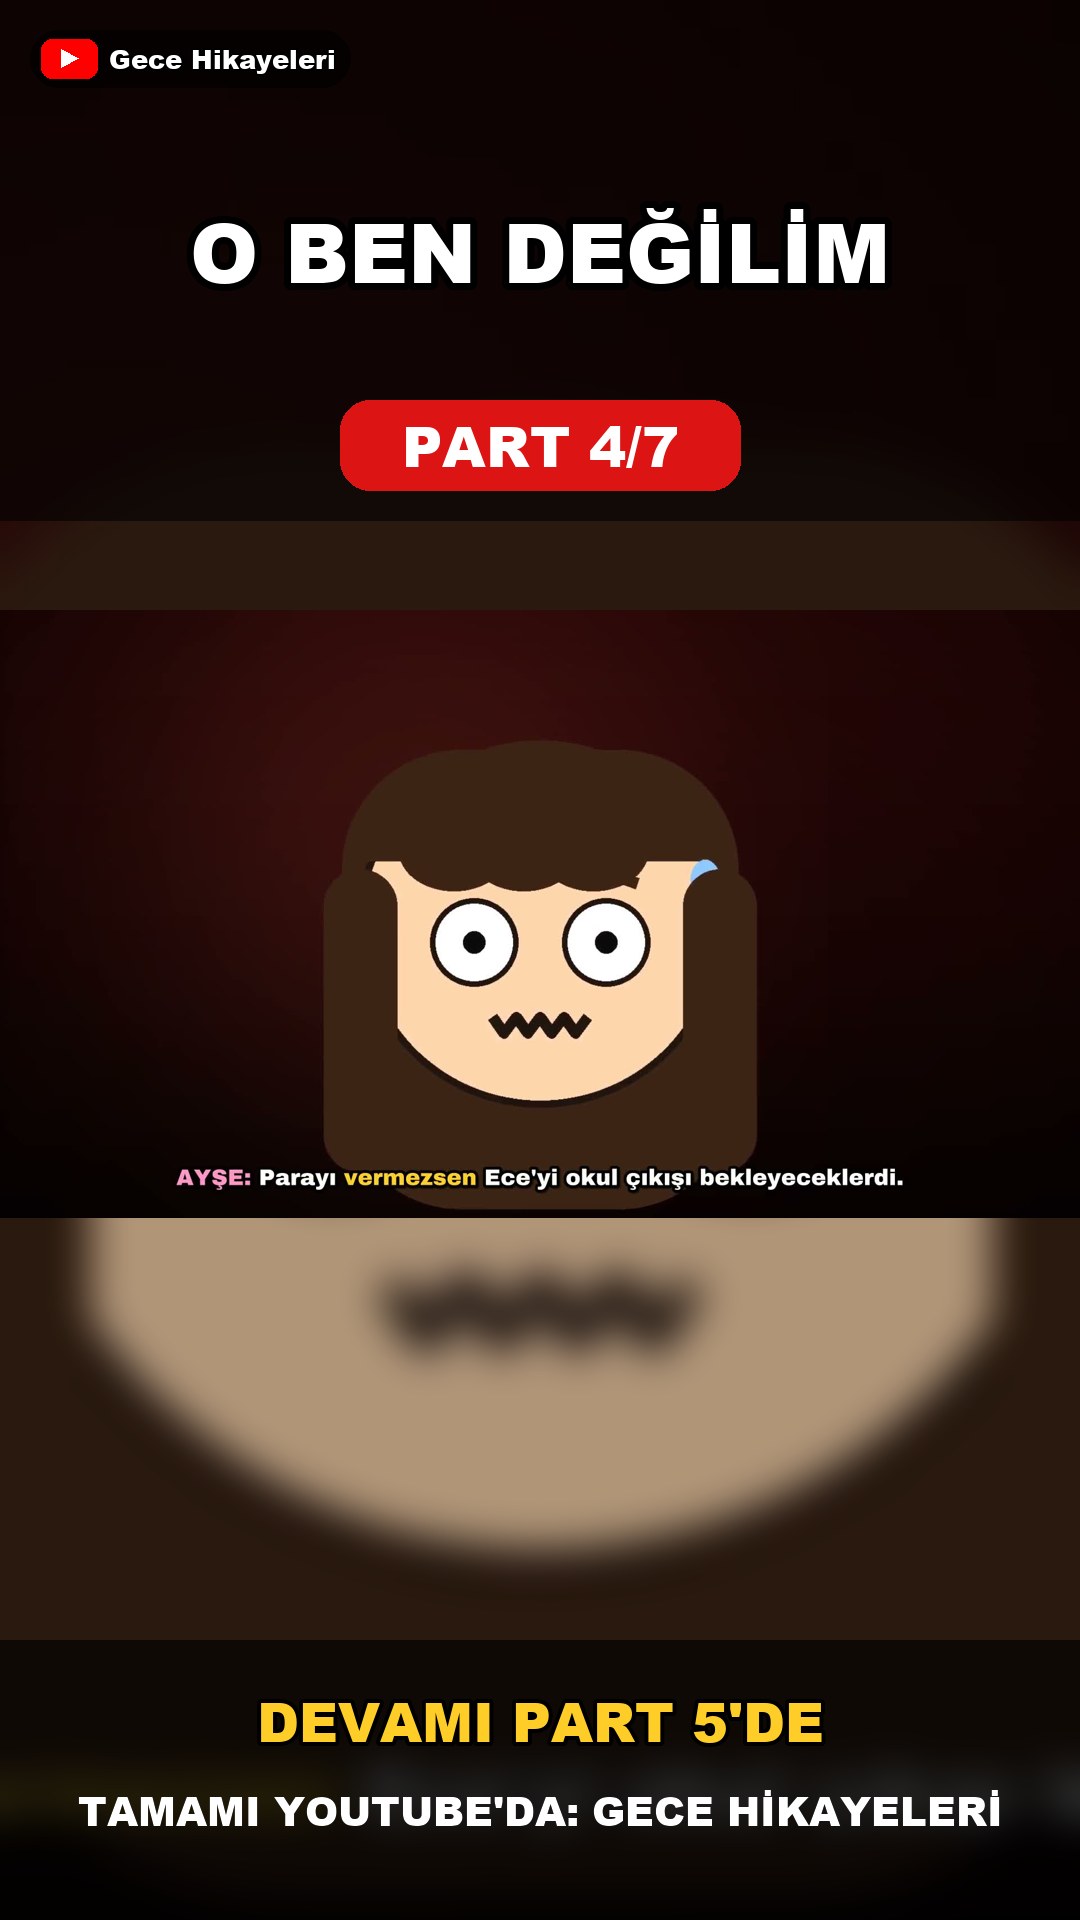 Gece Hikayeleri
O BEN DEĞİLİM
PART 4/7
AYŞE: Parayı vermezsen Ece'yi okul çıkışı bekleyeceklerdi.
DEVAMI PART 5'DE
TAMAMI YOUTUBE'DA: GECE HİKAYELERİ